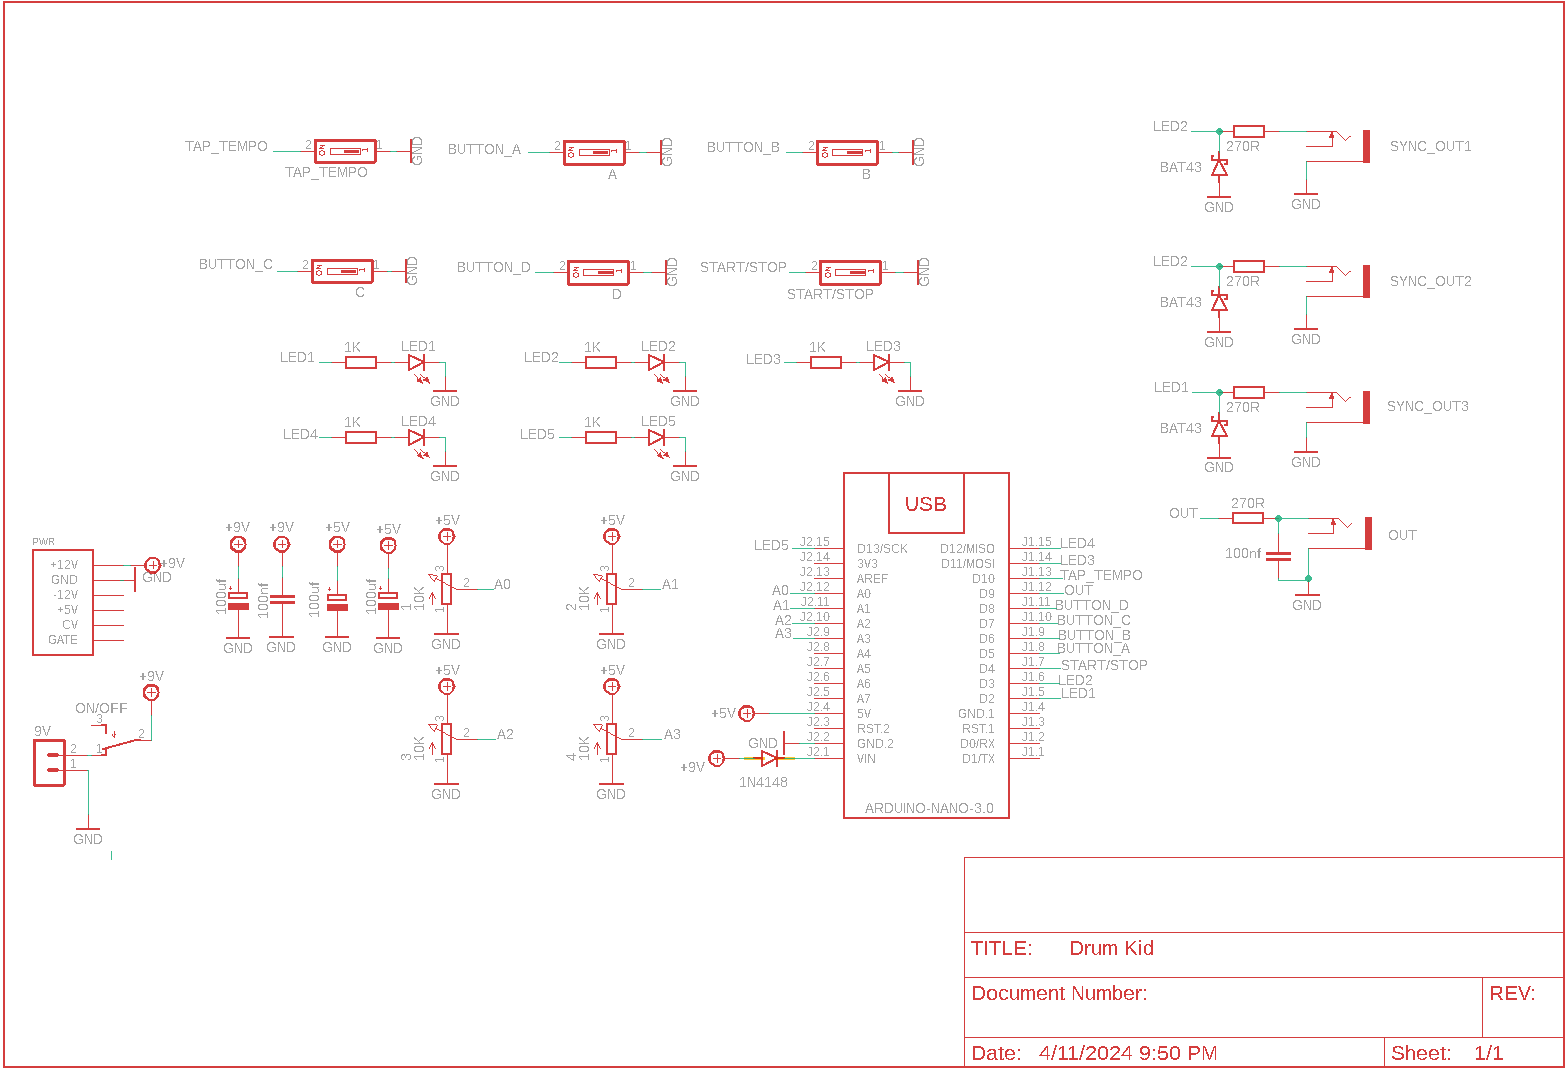 TAP_TEMPO 2 ON 1 1 GND
TAP_TEMPO
BUTTON_A 2 ON 1 1 GND
A
BUTTON_B 2 ON 1 1 GND
B
BUTTON_C 2 ON 1 1 GND
C
BUTTON_D 2 ON 1 1 GND
D
START/STOP 2 ON 1 1 GND
START/STOP
LED1 1K LED1
GND
LED2 1K LED2
GND
LED3 1K LED3
GND
LED4 1K LED4
GND
LED5 1K LED5
GND
LED2
270R
BAT43
GND
GND
SYNC_OUT1
LED2
270R
BAT43
GND
GND
SYNC_OUT2
LED1
270R
BAT43
GND
GND
SYNC_OUT3
270R
OUT
100nf
GND
OUT
PWR
+12V
GND
-12V
+5V
CV
GATE
+9V
GND
+9V
100uf
GND
+9V
100nf
GND
+5V
100uf
GND
+5V
100uf
GND
+5V
3
2 A0
1
10K
1
GND
+5V
3
2 A1
2
10K
1
GND
+5V
3
2 A2
3
10K
1
GND
+5V
3
2 A3
4
10K
1
GND
+9V
ON/OFF
3
2
1
9V
2
1
GND
I
USB
LED5 J2.15 D13/SCK D12/MISO J1.15 LED4
J2.14 3V3 D11/MOSI J1.14 LED3
J2.13 AREF D10 J1.13 TAP_TEMPO
A0 J2.12 A0 D9 J1.12 OUT
A1 J2.11 A1 D8 J1.11 BUTTON_D
A2 J2.10 A2 D7 J1.10 BUTTON_C
A3 J2.9 A3 D6 J1.9 BUTTON_B
J2.8 A4 D5 J1.8 BUTTON_A
J2.7 A5 D4 J1.7 START/STOP
J2.6 A6 D3 J1.6 LED2
J2.5 A7 D2 J1.5 LED1
+5V J2.4 5V GND.1 J1.4
J2.3 RST.2 RST.1 J1.3
GND J2.2 GND.2 D0/RX J1.2
+9V J2.1 VIN D1/TX J1.1
1N4148
ARDUINO-NANO-3.0
TITLE: Drum Kid
Document Number:
REV:
Date: 4/11/2024 9:50 PM
Sheet: 1/1